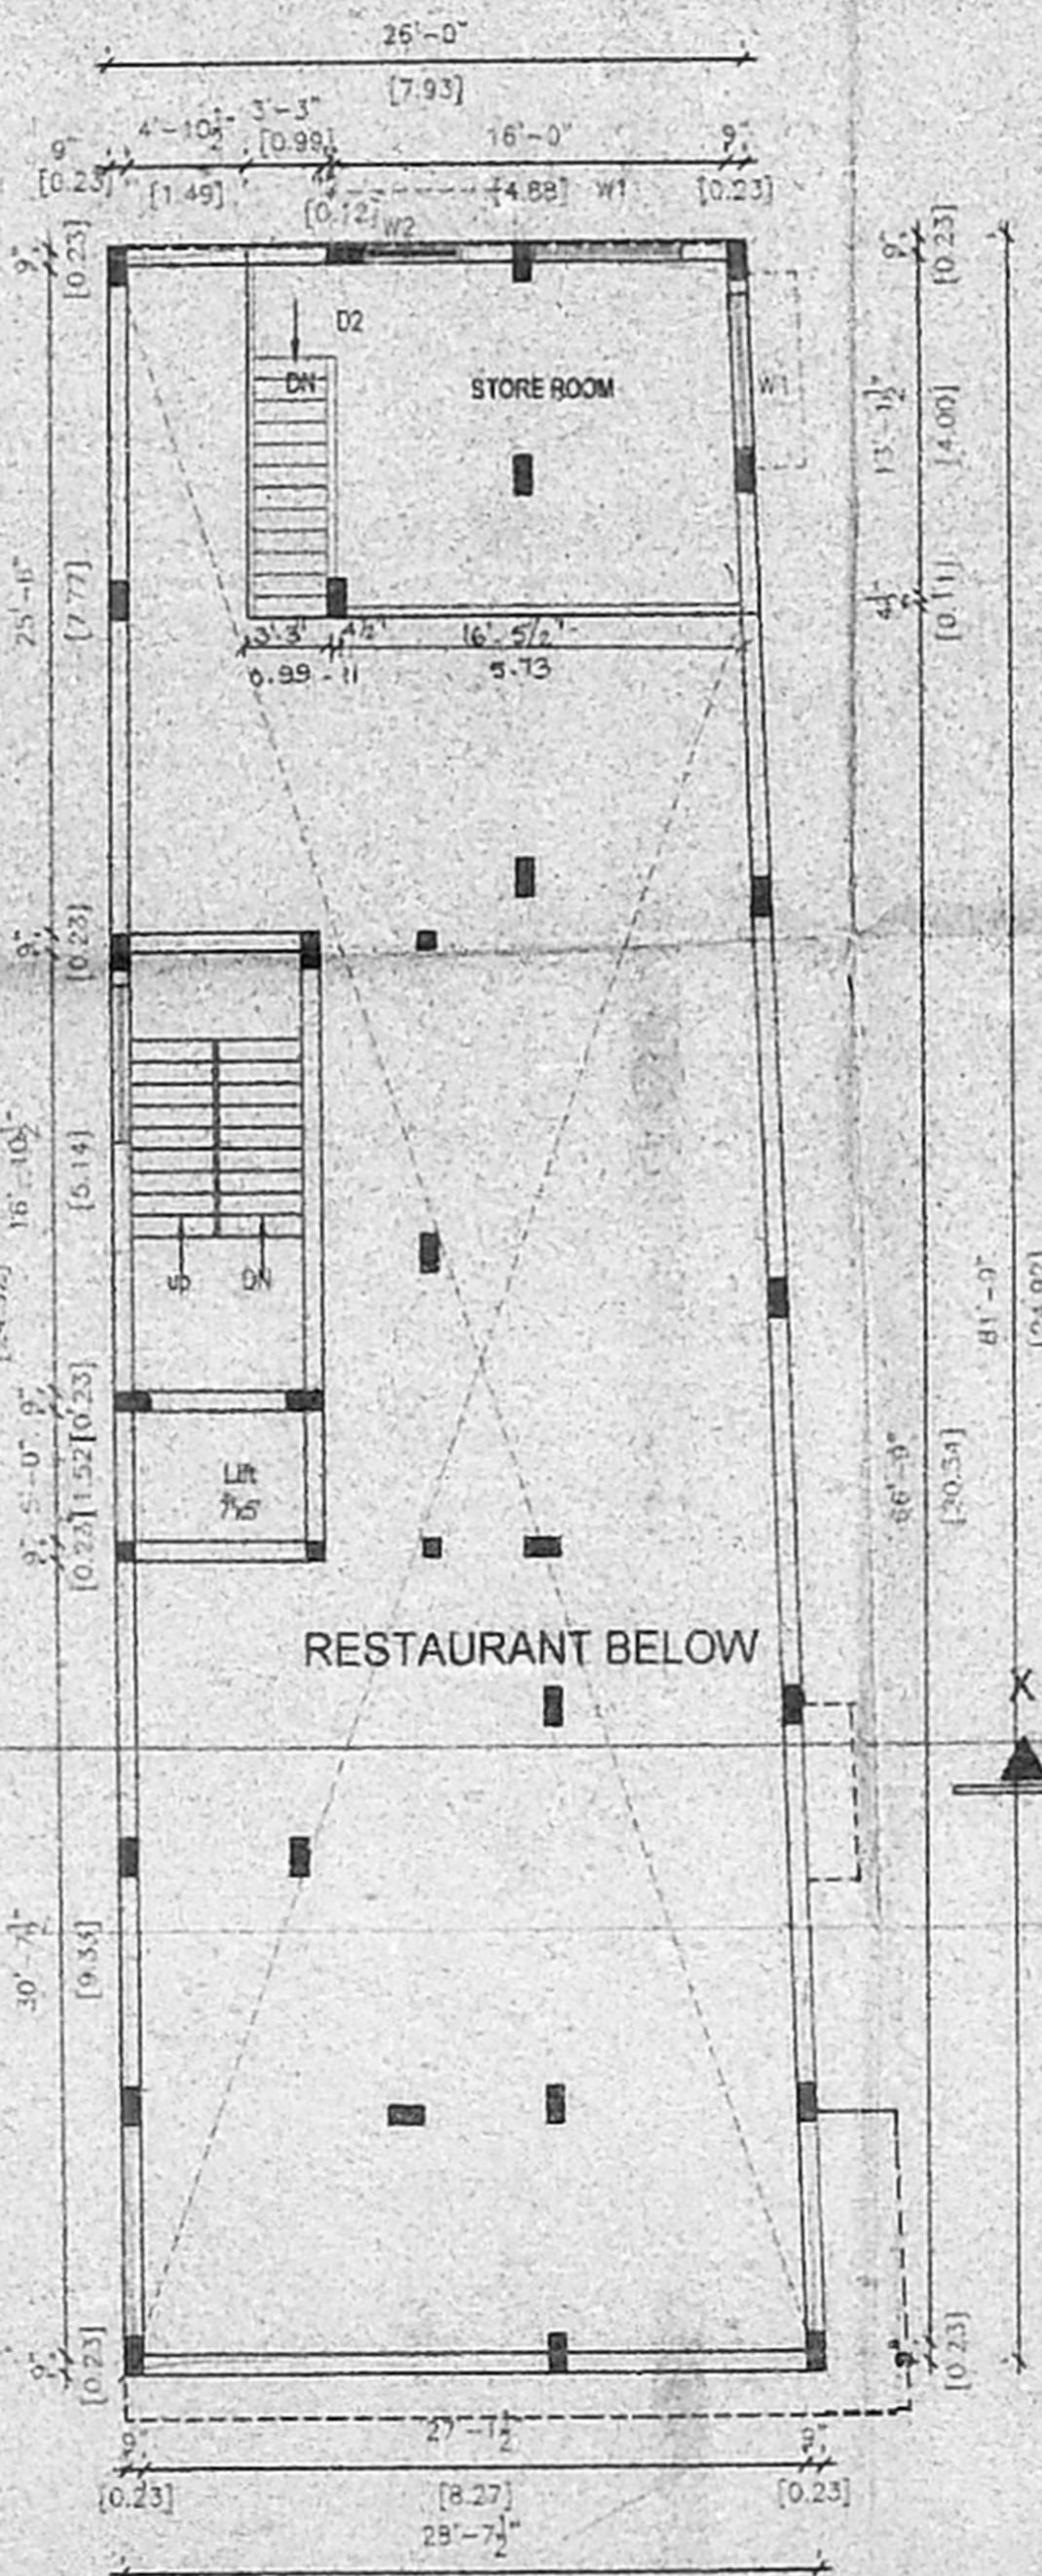 26'-0"
[7.93]
4'-10½" 3'-3" 16'-0" 9"
9" [0.99]
[0.23] [1.49] [0.12] [4.88] W1 [0.23]
W2
9" [0.23] 9" [0.23]
D2
DN STORE ROOM W1
13'-1½" [4.00]
25'-6" [7.77]
4½" [0.11]
3'.3" 4½" 16'. 5/2"
0.99 .11 5.73
9" [0.23]
16'-10½" [5.14]
up DN
81'-9"
9" [0.23]
5'-0" [1.52]
Lift
9" [0.23]
66'-9" [20.34]
RESTAURANT BELOW
X
30'-7½" [9.33]
9" [0.23] 9" [0.23]
9" 27'-1½" 9"
[0.23] [8.27] [0.23]
28'-7½"